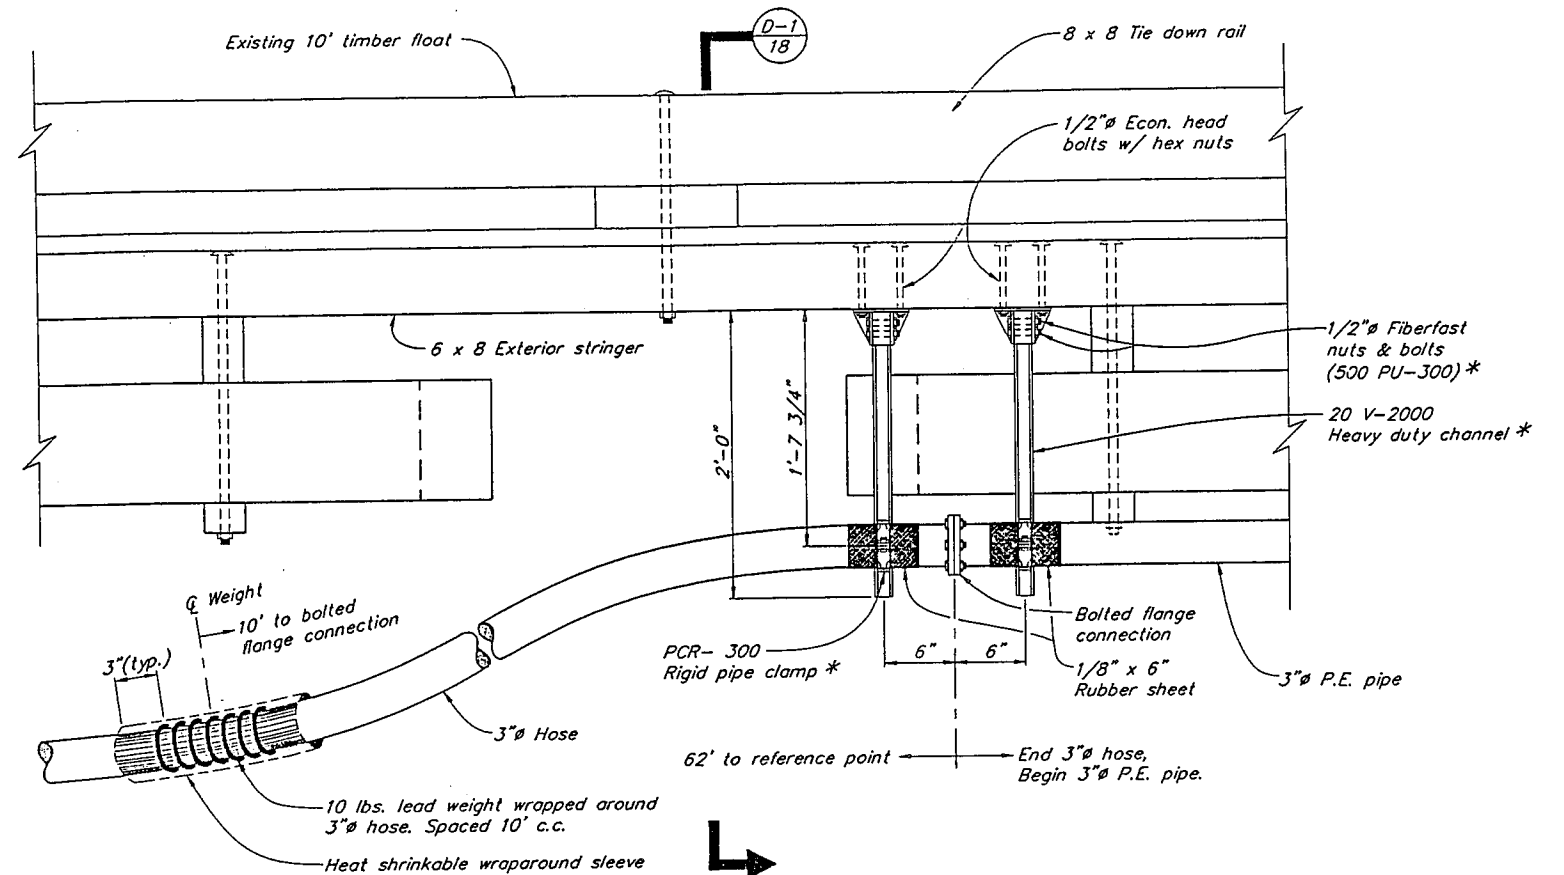 D-1
18
Existing 10' timber float
8 x 8 Tie down rail
1/2"ø Econ. head
bolts w/ hex nuts
6 x 8 Exterior stringer
1/2"ø Fiberfast
nuts & bolts
(500 PU-300) *
20 V-2000
Heavy duty channel *
2'-0"
1'-7 3/4"
℄ Weight
10' to bolted
flange connection
3"(typ.)
PCR- 300
Rigid pipe clamp *
6"
6"
Bolted flange
connection
1/8" x 6"
Rubber sheet
3"ø P.E. pipe
3"ø Hose
62' to reference point
End 3"ø hose,
Begin 3"ø P.E. pipe.
10 lbs. lead weight wrapped around
3"ø hose. Spaced 10' c.c.
Heat shrinkable wraparound sleeve